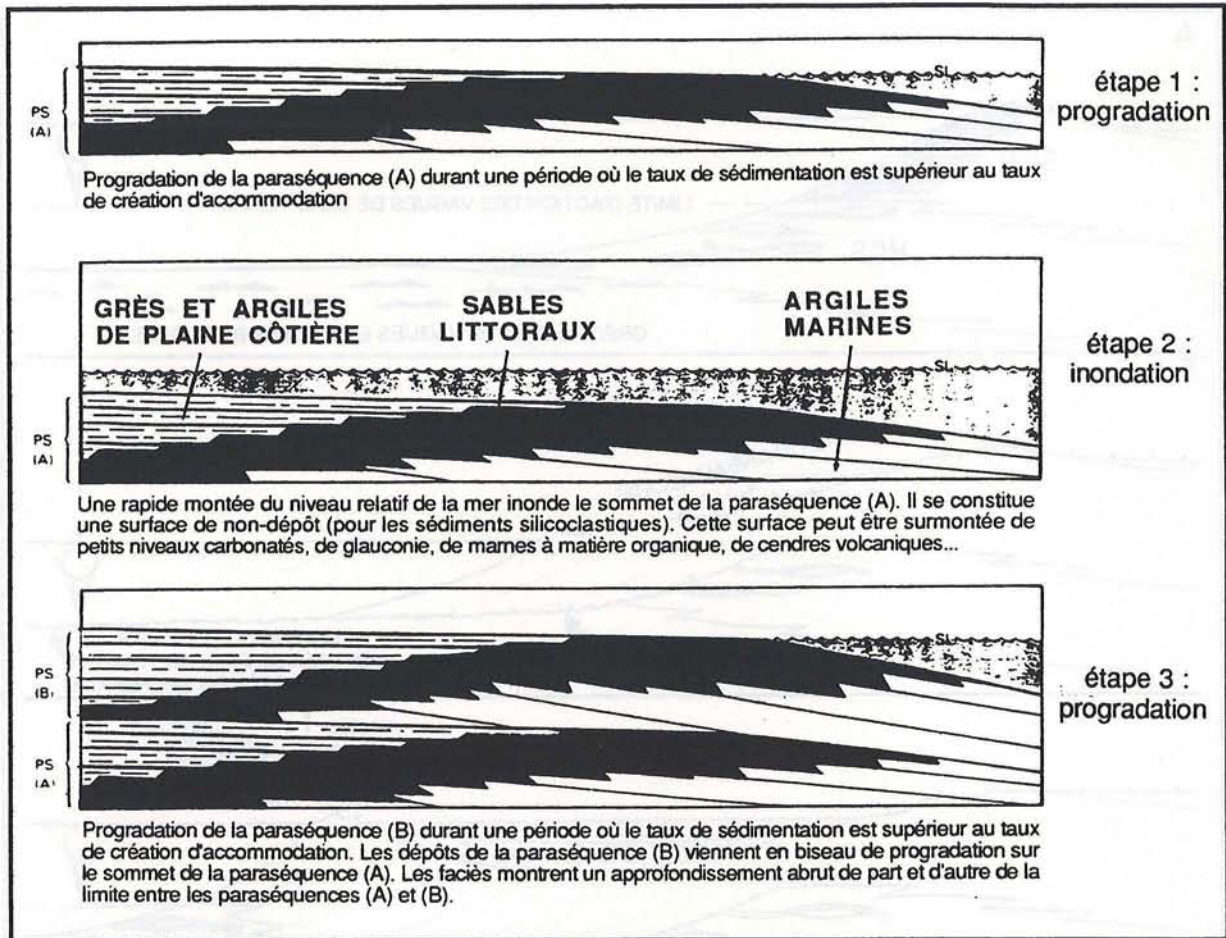 SL
étape 1 :
progradation
PS
(A)
Progradation de la paraséquence (A) durant une période où le taux de sédimentation est supérieur au taux
de création d'accommodation
GRÈS ET ARGILES
DE PLAINE CÔTIÈRE
SABLES
LITTORAUX
ARGILES
MARINES
SL
étape 2 :
inondation
PS
(A)
Une rapide montée du niveau relatif de la mer inonde le sommet de la paraséquence (A). Il se constitue
une surface de non-dépôt (pour les sédiments silicoclastiques). Cette surface peut être surmontée de
petits niveaux carbonatés, de glauconie, de marnes à matière organique, de cendres volcaniques...
SL
étape 3 :
progradation
PS
(B)
PS
(A)
Progradation de la paraséquence (B) durant une période où le taux de sédimentation est supérieur au taux
de création d'accommodation. Les dépôts de la paraséquence (B) viennent en biseau de progradation sur
le sommet de la paraséquence (A). Les faciès montrent un approfondissement abrut de part et d'autre de la
limite entre les paraséquences (A) et (B).